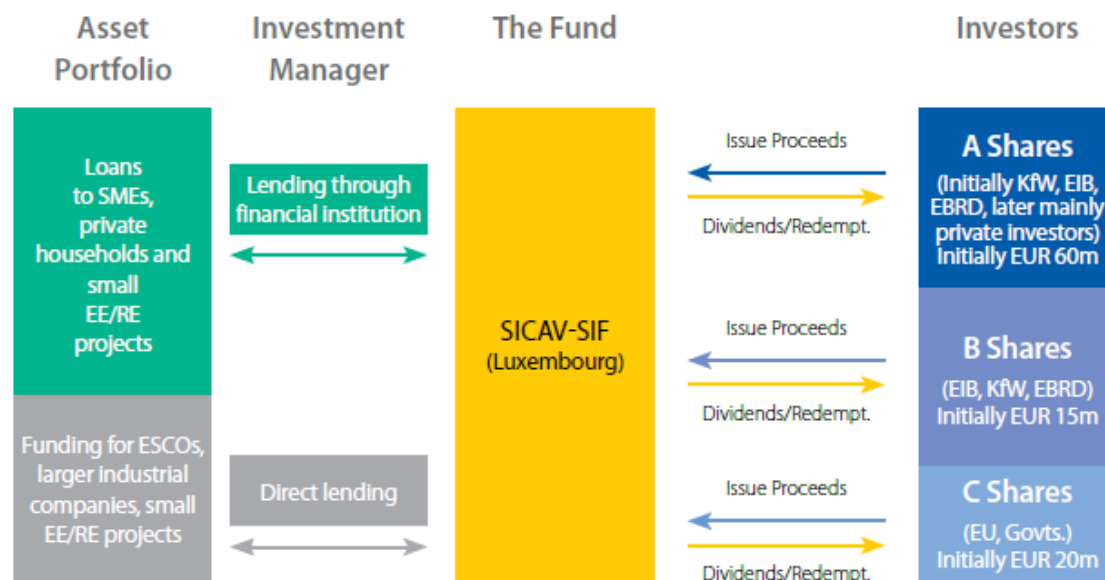 Asset
Portfolio
Investment
Manager
The Fund
Investors
Loans
to SMEs,
private
households and
small
EE/RE
projects
Funding for ESCOs,
larger industrial
companies, small
EE/RE projects
Lending through
financial institution
Direct lending
SICAV-SIF
(Luxembourg)
Issue Proceeds
Dividends/Redempt.
Issue Proceeds
Dividends/Redempt.
Issue Proceeds
Dividends/Redempt.
A Shares
(Initially KfW, EIB,
EBRD, later mainly
private investors)
Initially EUR 60m
B Shares
(EIB, KfW, EBRD)
Initially EUR 15m
C Shares
(EU, Govts.)
Initially EUR 20m